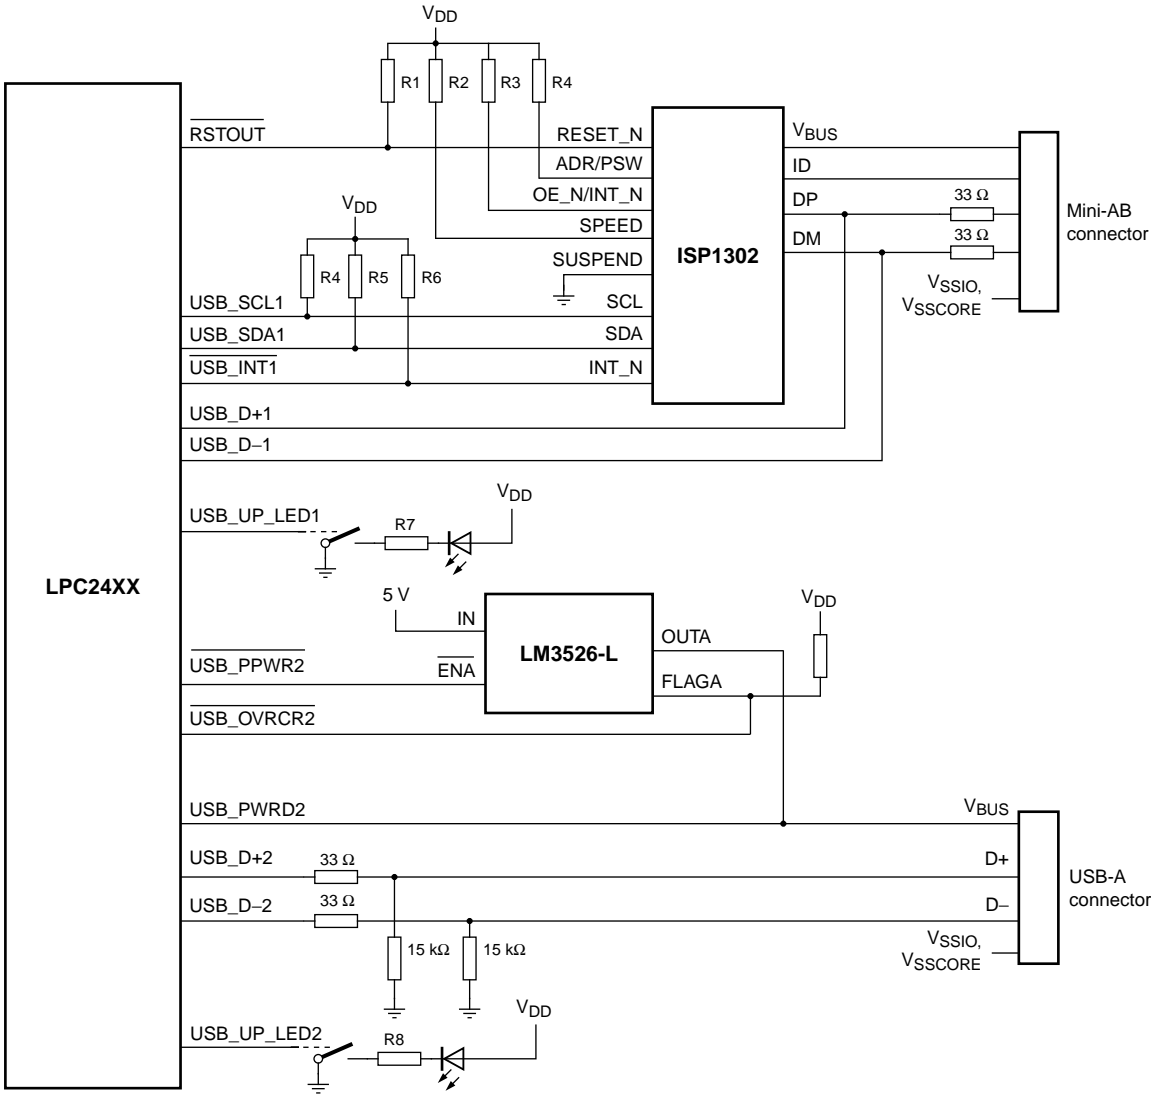 VDD
R1 R2 R3 R4
RSTOUT RESET_N VBUS
ADR/PSW ID
OE_N/INT_N DP 33 Ω Mini-AB
VDD SPEED connector
ISP1302 DM 33 Ω
R4 R5 R6 SUSPEND
VSSIO,
USB_SCL1 SCL VSSCORE
USB_SDA1 SDA
USB_INT1 INT_N
USB_D+1
USB_D−1
VDD
USB_UP_LED1 R7
LPC24XX
5 V IN VDD
LM3526-L OUTA
USB_PPWR2 ENA FLAGA
USB_OVRCR2
USB_PWRD2 VBUS
USB_D+2 33 Ω D+ USB-A
USB_D−2 33 Ω D− connector
15 kΩ 15 kΩ VSSIO,
VSSCORE
VDD
USB_UP_LED2 R8